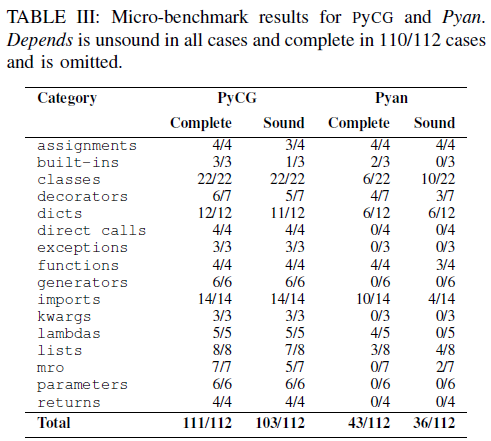 TABLE III: Micro-benchmark results for PyCG and Pyan.
Depends is unsound in all cases and complete in 110/112 cases
and is omitted.
Category PyCG Pyan
Complete Sound Complete Sound
assignments 4/4 3/4 4/4 4/4
built-ins 3/3 1/3 2/3 0/3
classes 22/22 22/22 6/22 10/22
decorators 6/7 5/7 4/7 3/7
dicts 12/12 11/12 6/12 6/12
direct calls 4/4 4/4 0/4 0/4
exceptions 3/3 3/3 0/3 0/3
functions 4/4 4/4 4/4 3/4
generators 6/6 6/6 0/6 0/6
imports 14/14 14/14 10/14 4/14
kwargs 3/3 3/3 0/3 0/3
lambdas 5/5 5/5 4/5 0/5
lists 8/8 7/8 3/8 4/8
mro 7/7 5/7 0/7 2/7
parameters 6/6 6/6 0/6 0/6
returns 4/4 4/4 0/4 0/4
Total 111/112 103/112 43/112 36/112